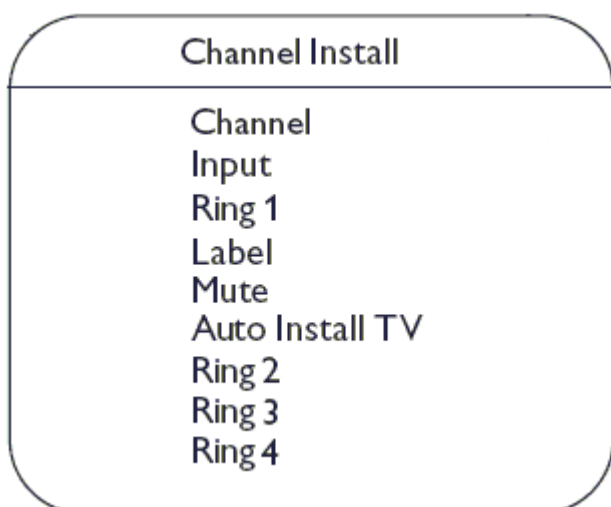 Channel Install
Channel
Input
Ring 1
Label
Mute
Auto Install TV
Ring 2
Ring 3
Ring 4